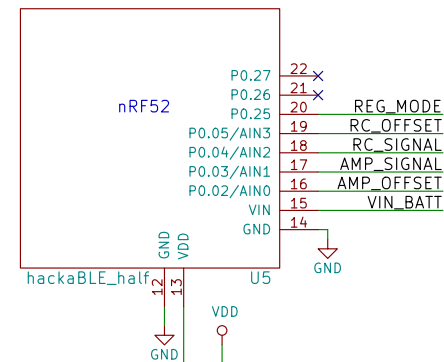 P0.27 22
P0.26 21
nRF52
P0.25 20 REG_MODE
P0.05/AIN3 19 RC_OFFSET
P0.04/AIN2 18 RC_SIGNAL
P0.03/AIN1 17 AMP_SIGNAL
P0.02/AIN0 16 AMP_OFFSET
VIN 15 VIN_BATT
GND 14
GND
VDD
GND
hackaBLE_half
U5
12
13
VDD
GND